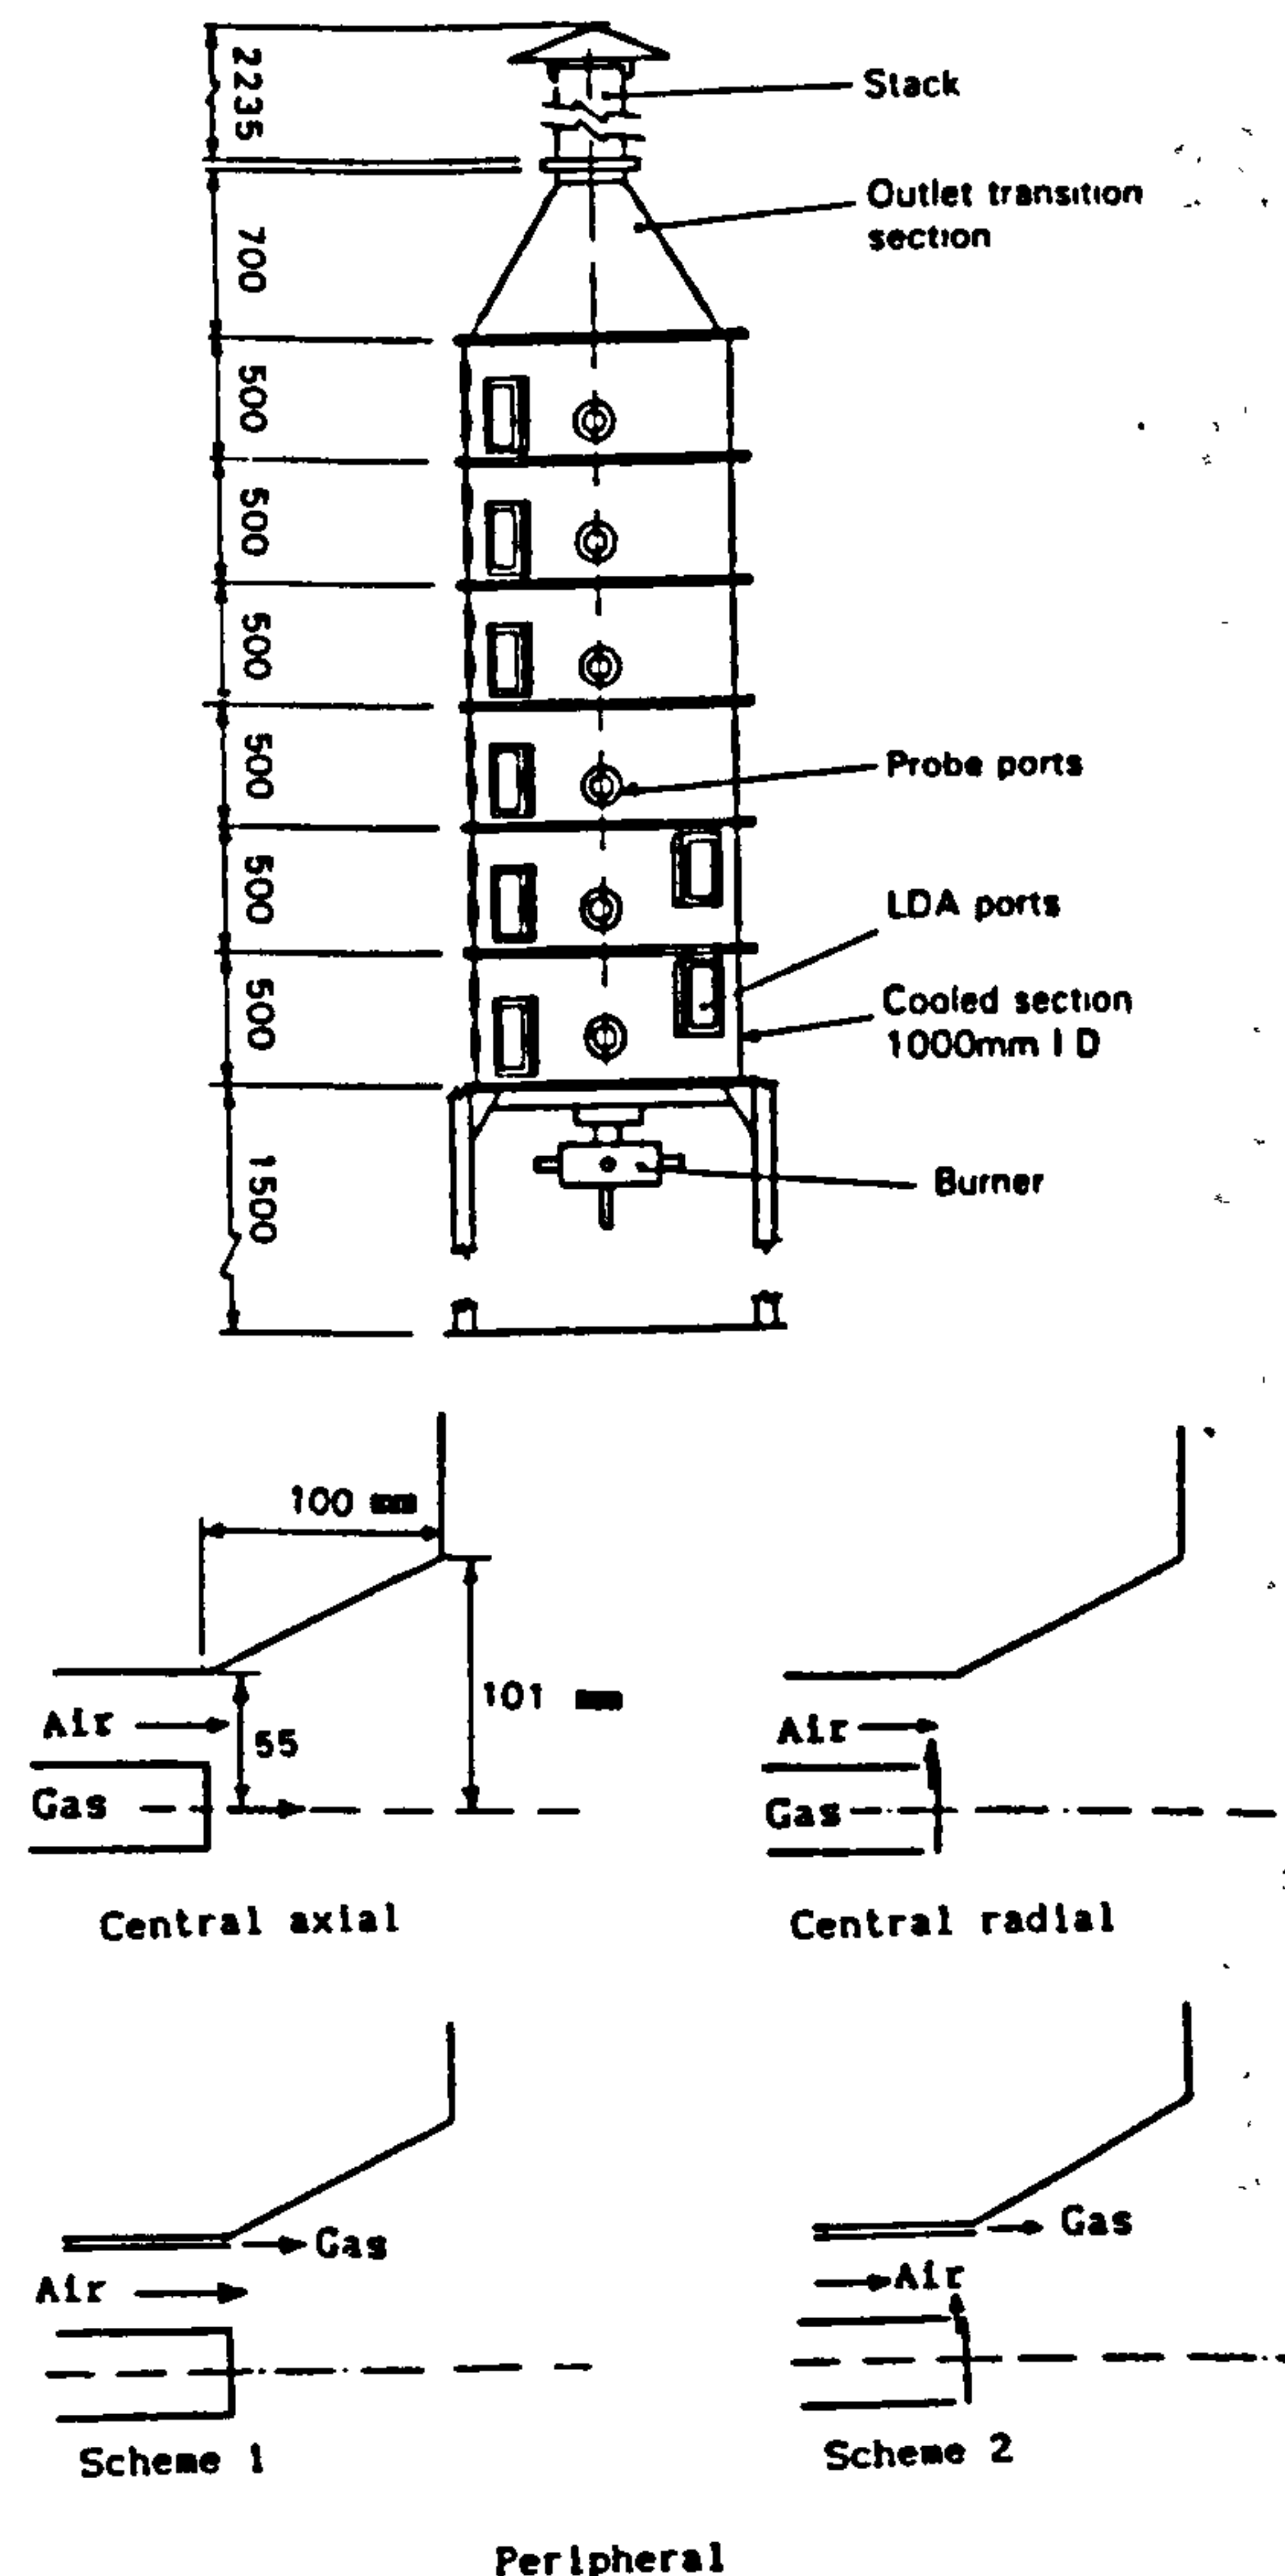 2235
Stack
Outlet transition
section
700
500
500
500
500
Probe ports
500
LDA ports
500
Cooled section
1000mm I D
1500
Burner
100 mm
101 mm
Air
55
Gas
Central axial
Air
Gas
Central radial
Gas
Air
Scheme 1
Gas
Air
Scheme 2
Peripheral